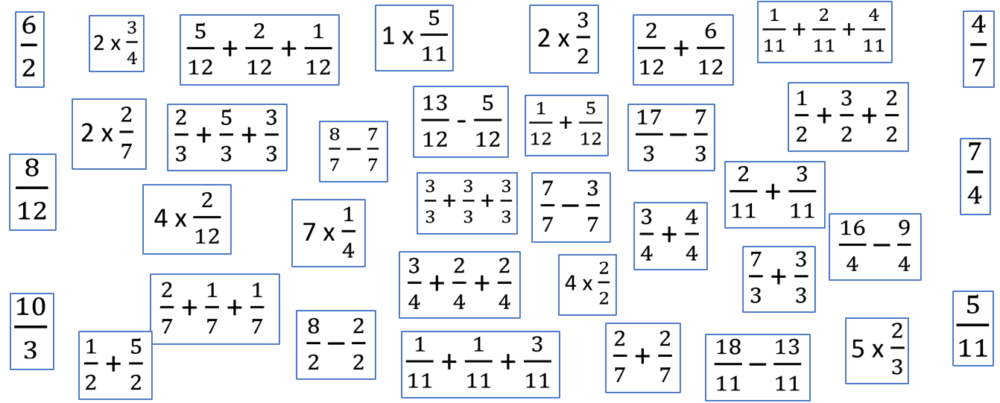 6/2
2 x 3/4
5/12 + 2/12 + 1/12
1 x 5/11
2 x 3/2
2/12 + 6/12
1/11 + 2/11 + 4/11
4/7
2 x 2/7
2/3 + 5/3 + 3/3
8/7 − 7/7
13/12 - 5/12
1/12 + 5/12
17/3 − 7/3
1/2 + 3/2 + 2/2
7/4
8/12
4 x 2/12
7 x 1/4
3/3 + 3/3 + 3/3
7/7 − 3/7
3/4 + 4/4
2/11 + 3/11
16/4 − 9/4
10/3
2/7 + 1/7 + 1/7
3/4 + 2/4 + 2/4
4 x 2/2
7/3 + 3/3
5/11
1/2 + 5/2
8/2 − 2/2
1/11 + 1/11 + 3/11
2/7 + 2/7
18/11 − 13/11
5 x 2/3